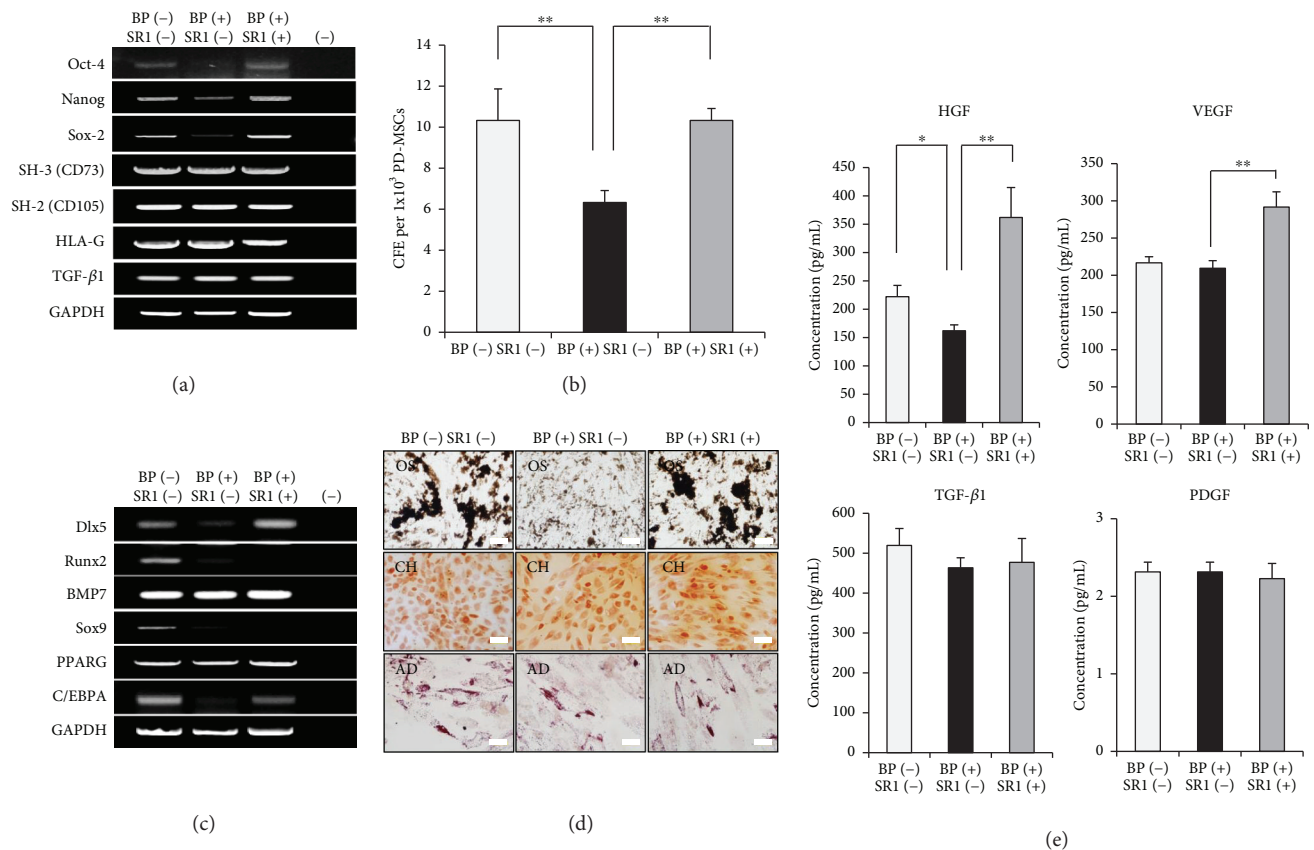 BP (−) BP (+) BP (+)
SR1 (−) SR1 (−) SR1 (+) (−)
Oct-4
Nanog
Sox-2
SH-3 (CD73)
SH-2 (CD105)
HLA-G
TGF-β1
GAPDH
(a)
** **
14
12
10
8
6
4
2
0
CFE per 1x10³ PD-MSCs
BP (−) SR1 (−) BP (+) SR1 (−) BP (+) SR1 (+)
(b)
BP (−) BP (+) BP (+)
SR1 (−) SR1 (−) SR1 (+) (−)
Dlx5
Runx2
BMP7
Sox9
PPARG
C/EBPA
GAPDH
(c)
BP (−) SR1 (−) BP (+) SR1 (−) BP (+) SR1 (+)
OS OS OS
CH CH CH
AD AD AD
(d)
HGF
* **
450
400
350
300
250
200
150
100
50
0
Concentration (pg/mL)
BP (−) BP (+) BP (+)
SR1 (−) SR1 (−) SR1 (+)
VEGF
**
350
300
250
200
150
100
50
0
Concentration (pg/mL)
BP (−) BP (+) BP (+)
SR1 (−) SR1 (−) SR1 (+)
TGF-β1
600
500
400
300
200
100
0
Concentration (pg/mL)
BP (−) BP (+) BP (+)
SR1 (−) SR1 (−) SR1 (+)
PDGF
3
2
1
0
Concentration (pg/mL)
BP (−) BP (+) BP (+)
SR1 (−) SR1 (−) SR1 (+)
(e)